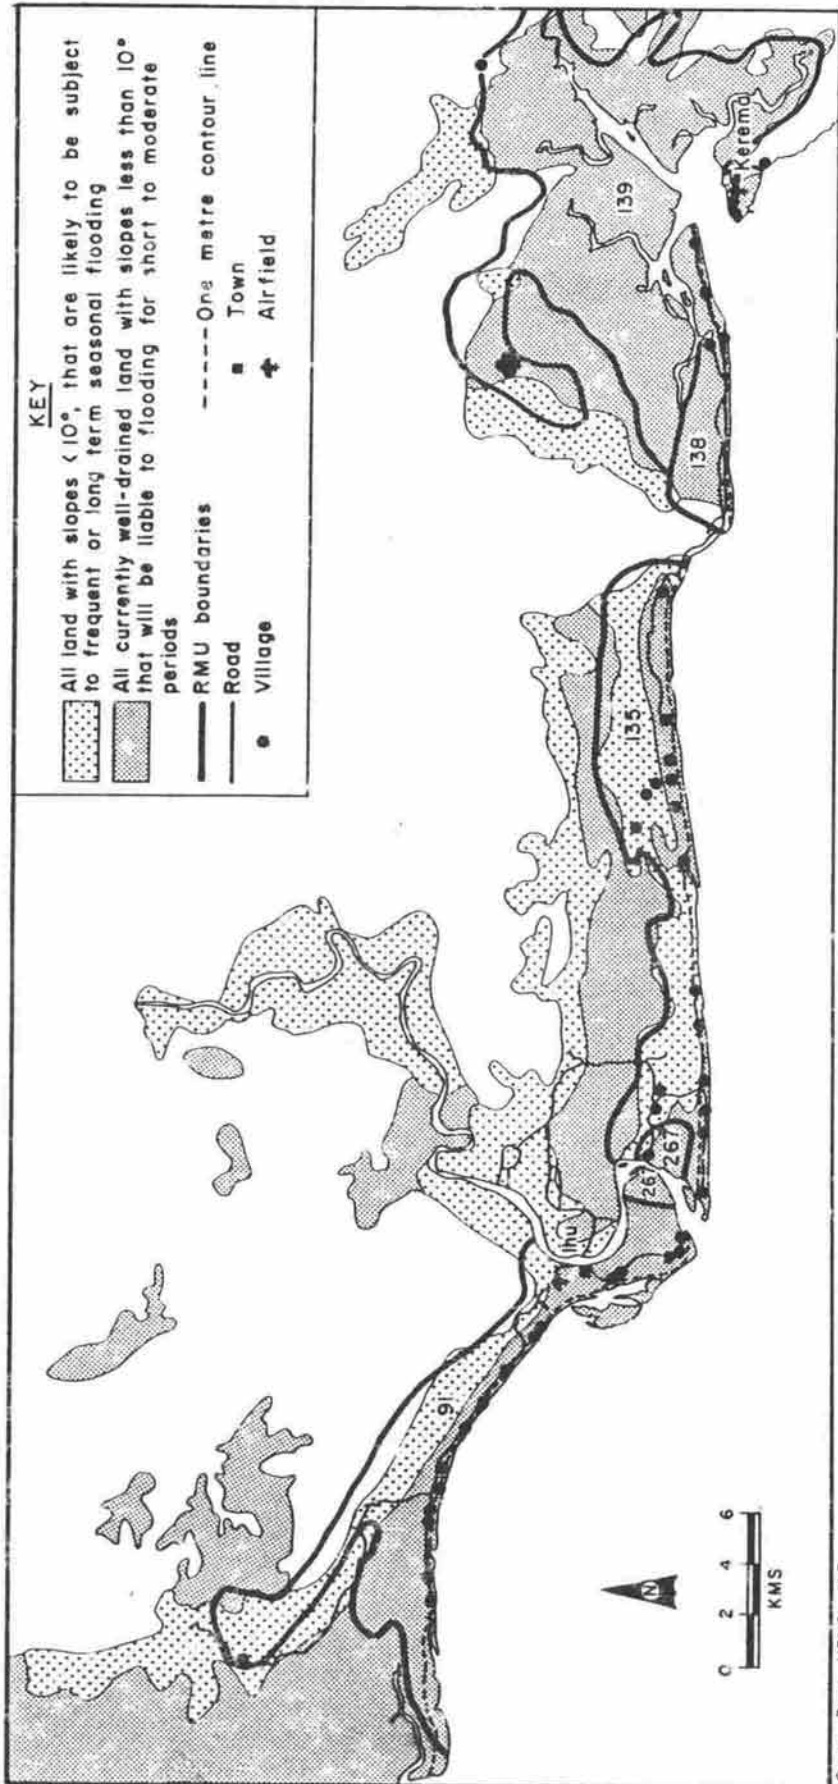 KEY
All land with slopes < 10°, that are likely to be subject
to frequent or long term seasonal flooding
All currently well-drained land with slopes less than 10°
that will be liable to flooding for short to moderate
periods
RMU boundaries
One metre contour line
Road
Town
Village
Airfield
91
Ihu
267
267
135
138
139
Kerema
N
0 2 4 6
KMS